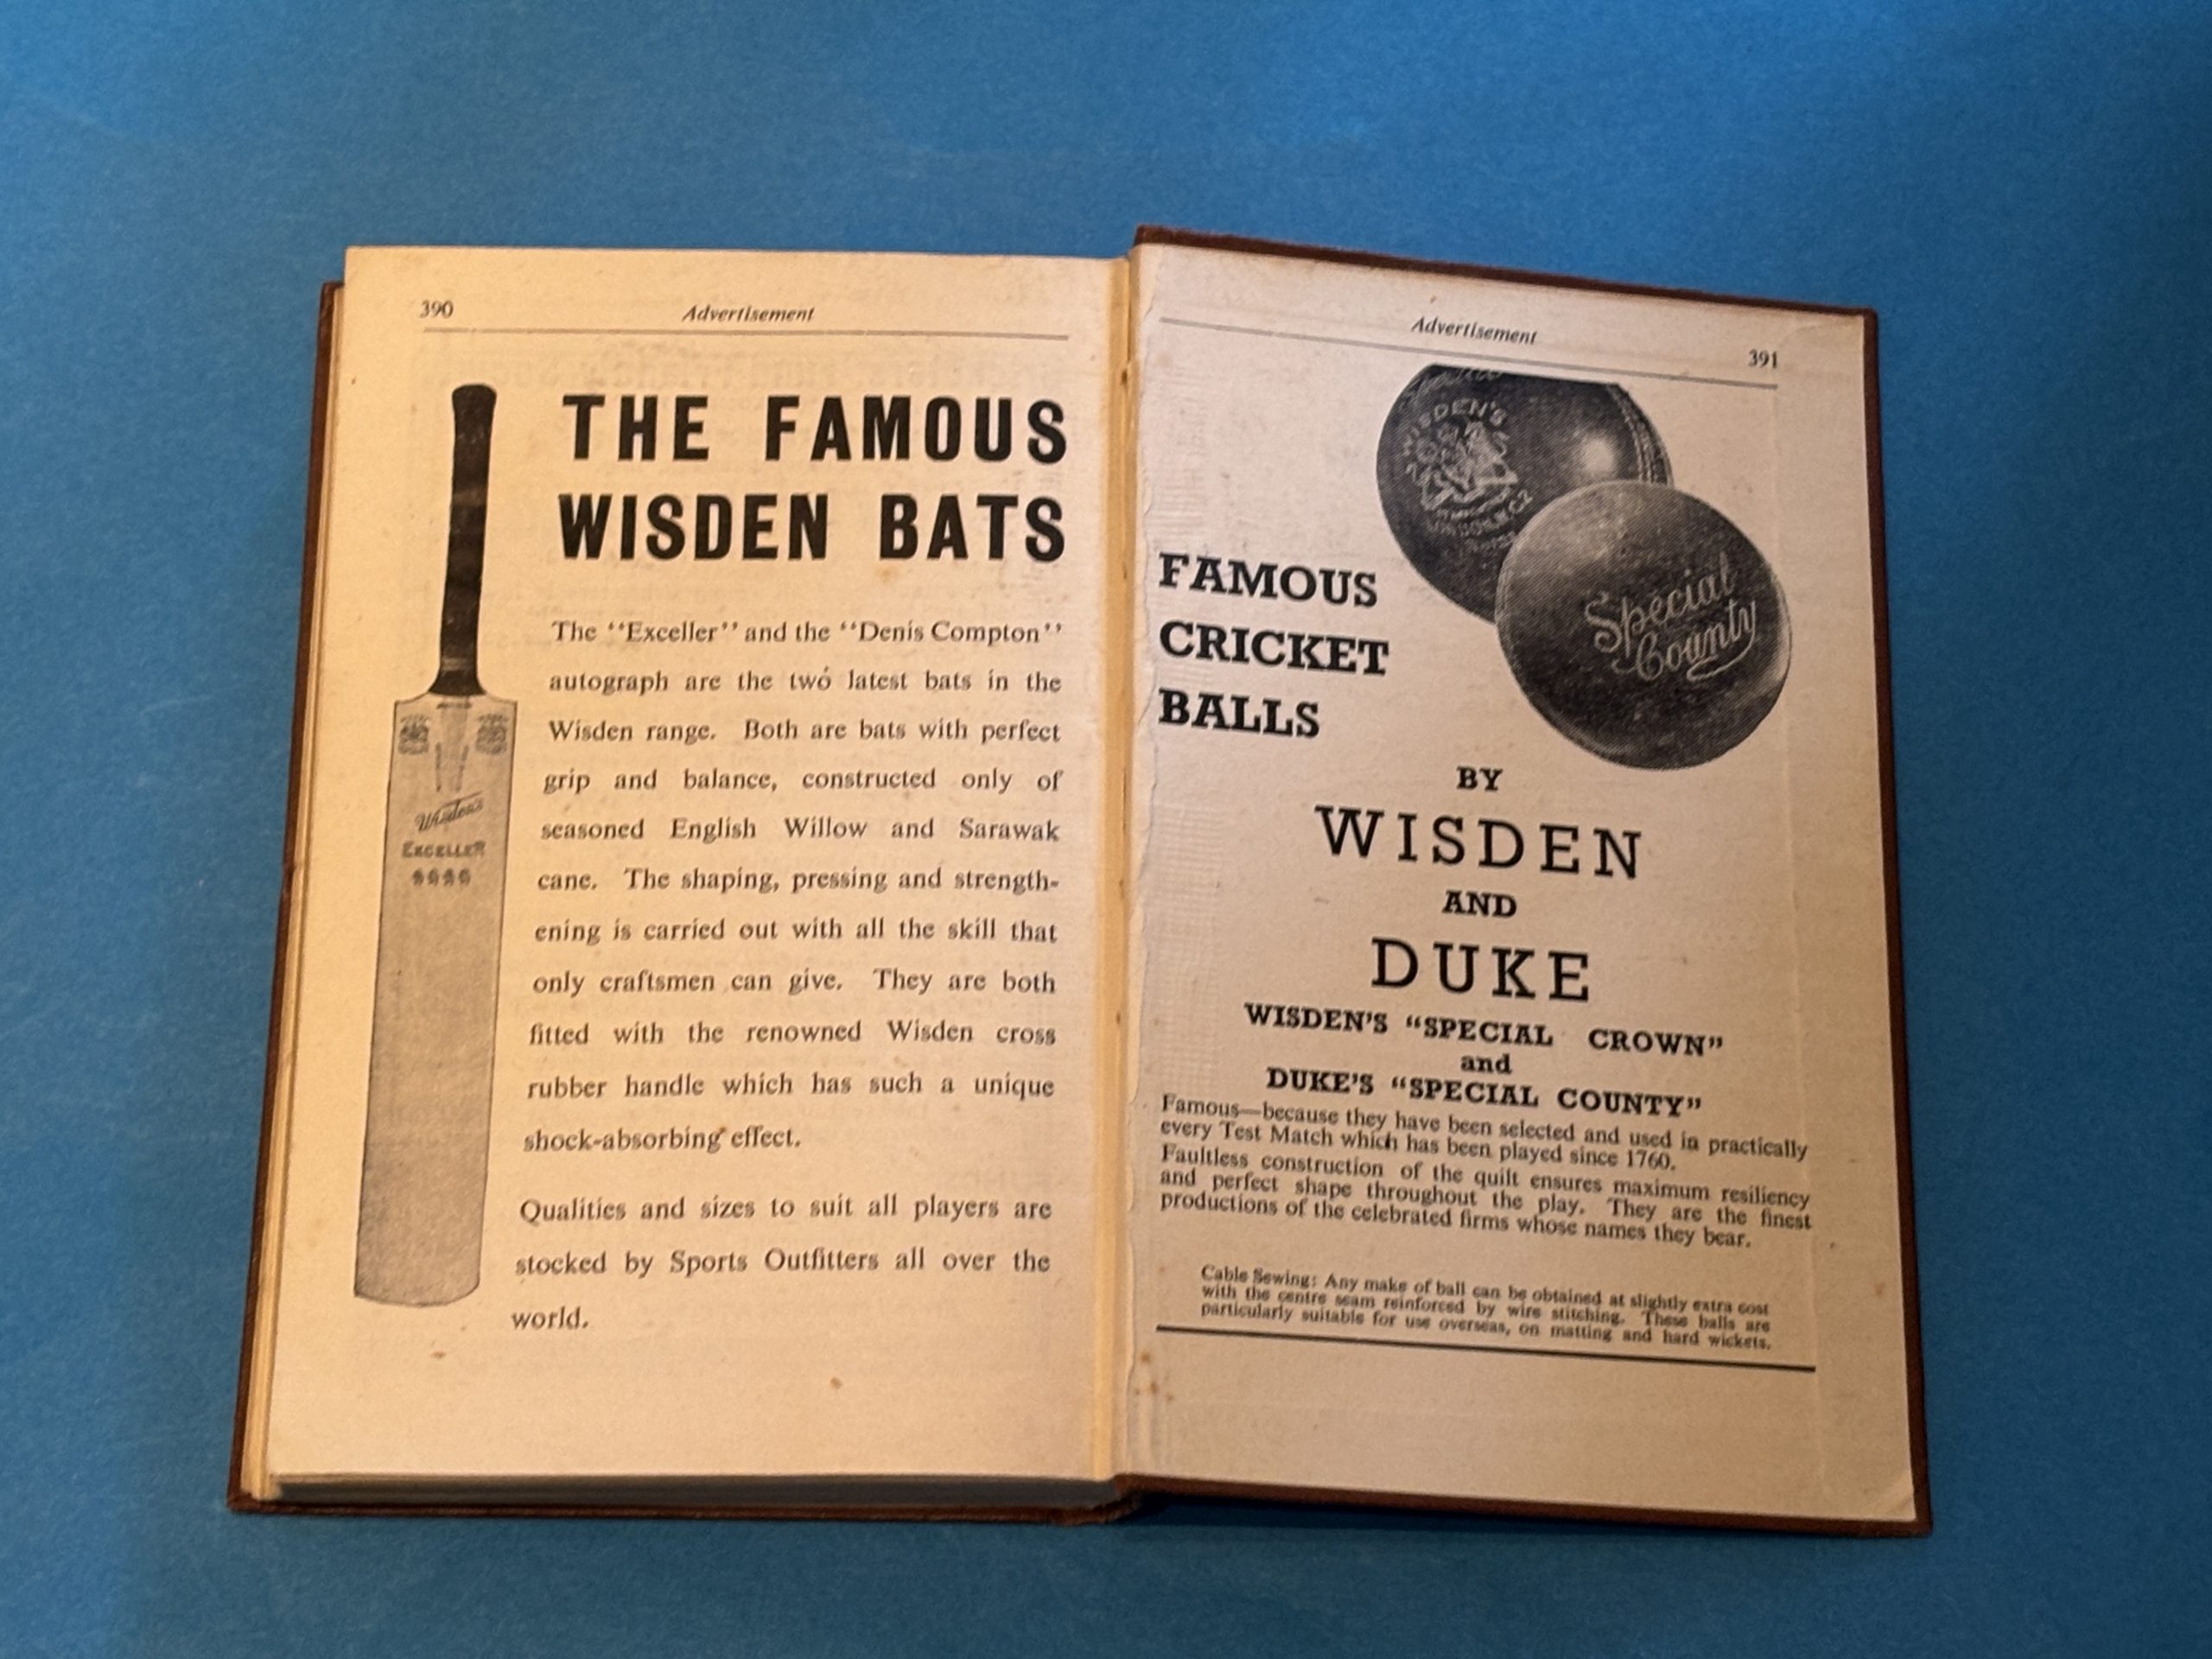 390
Advertisement
THE FAMOUS
WISDEN BATS
The "Exceller" and the "Denis Compton"
autograph are the two latest bats in the
Wisden range. Both are bats with perfect
grip and balance, constructed only of
seasoned English Willow and Sarawak
cane. The shaping, pressing and strength-
ening is carried out with all the skill that
only craftsmen can give. They are both
fitted with the renowned Wisden cross
rubber handle which has such a unique
shock-absorbing effect.
Qualities and sizes to suit all players are
stocked by Sports Outfitters all over the
world.
Wisden's
EXCELLER
Advertisement
391
WISDEN'S
LONDON.W.C.2
Special
County
FAMOUS
CRICKET
BALLS
BY
WISDEN
AND
DUKE
WISDEN'S "SPECIAL CROWN"
and
DUKE'S "SPECIAL COUNTY"
Famous—because they have been selected and used in practically
every Test Match which has been played since 1760.
Faultless construction of the quilt ensures maximum resiliency
and perfect shape throughout the play. They are the finest
productions of the celebrated firms whose names they bear.
Cable Sewing: Any make of ball can be obtained at slightly extra cost
with the centre seam reinforced by wire stitching. These balls are
particularly suitable for use overseas, on matting and hard wickets.